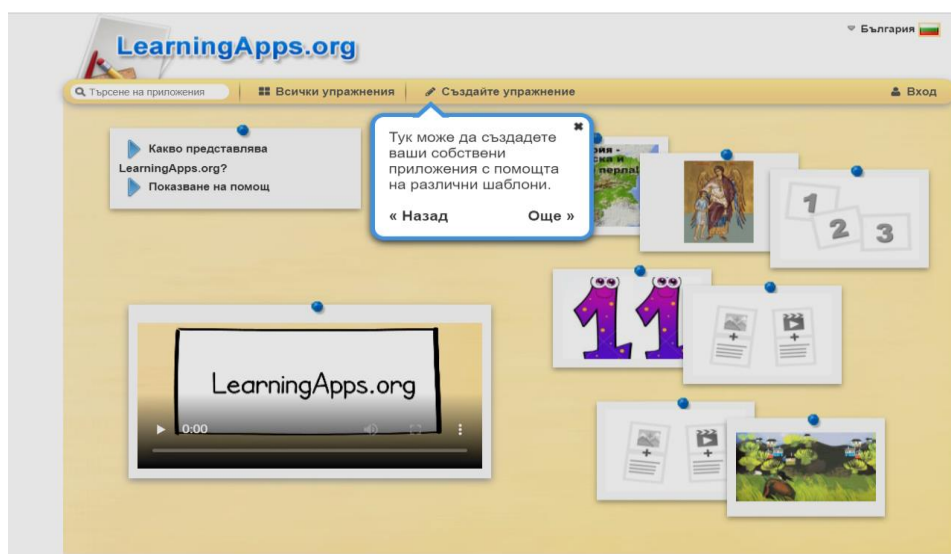 LearningApps.org
България
Търсене на приложения
Всички упражнения
Създайте упражнение
Вход
Какво представлява
LearningApps.org?
Показване на помощ
Тук може да създадете
ваши собствени
приложения с помощта
на различни шаблони.
« Назад
Още »
перла
1
2
3
11
LearningApps.org
0:00